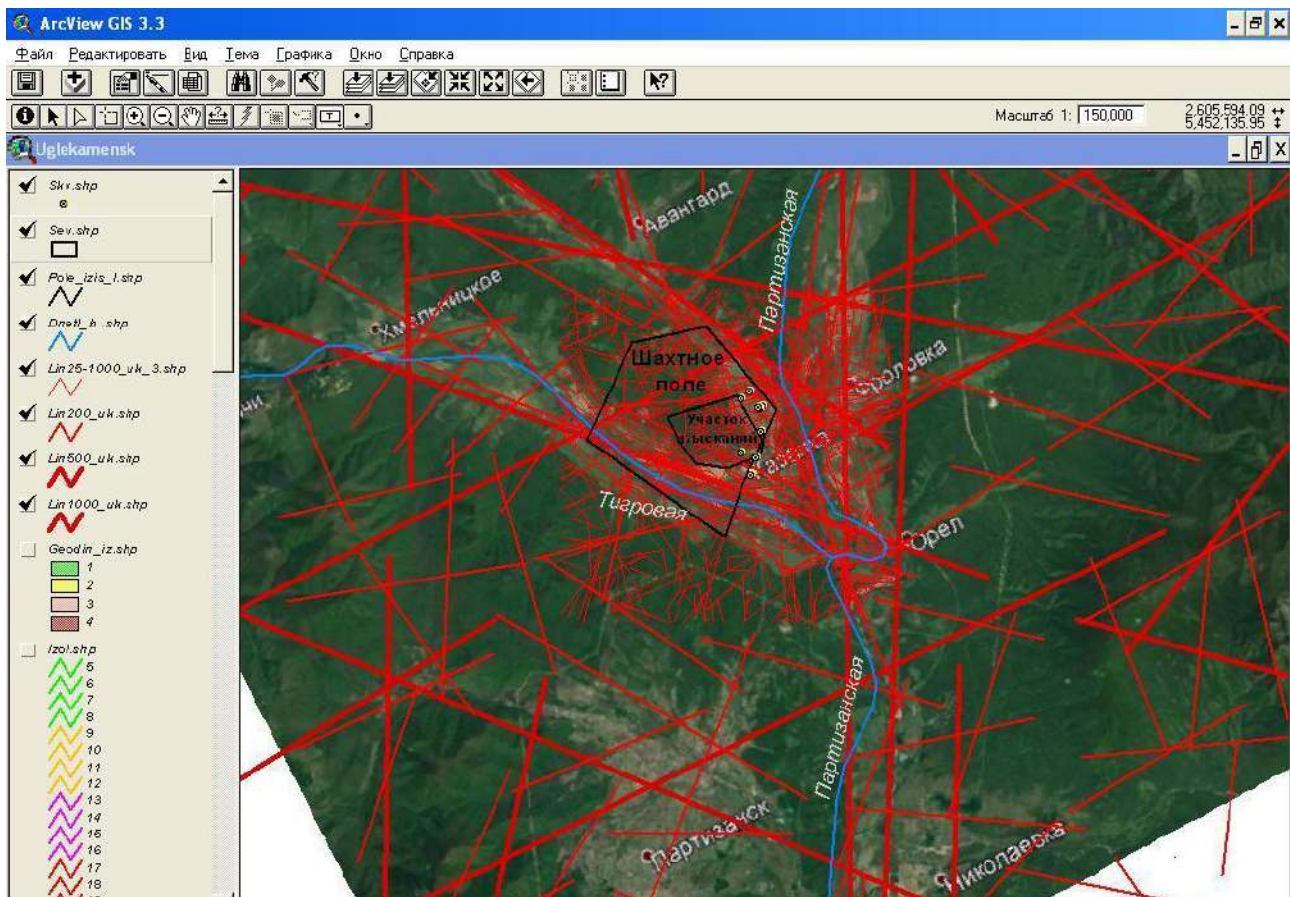 ArcView GIS 3.3
Файл Редактировать Вид Тема Графика Окно Справка
Масштаб 1: 150,000
2,605,594.09
5,452,135.95
Uglekamensk
Skv.shp
Sev.shp
Pole_izis_l.shp
Lin25-1000_uk_3.shp
Lin200_uk.shp
Lin500_uk.shp
Lin1000_uk.shp
Geodin_iz.shp
1
2
3
4
Izol.shp
5
6
7
8
9
10
11
12
13
14
15
16
17
18
Авангард
Партизанская
Хмельницкое
Шахтное
поле
Участок
Тигровая
Орел
Партизанская
Партизанск
Николаевка